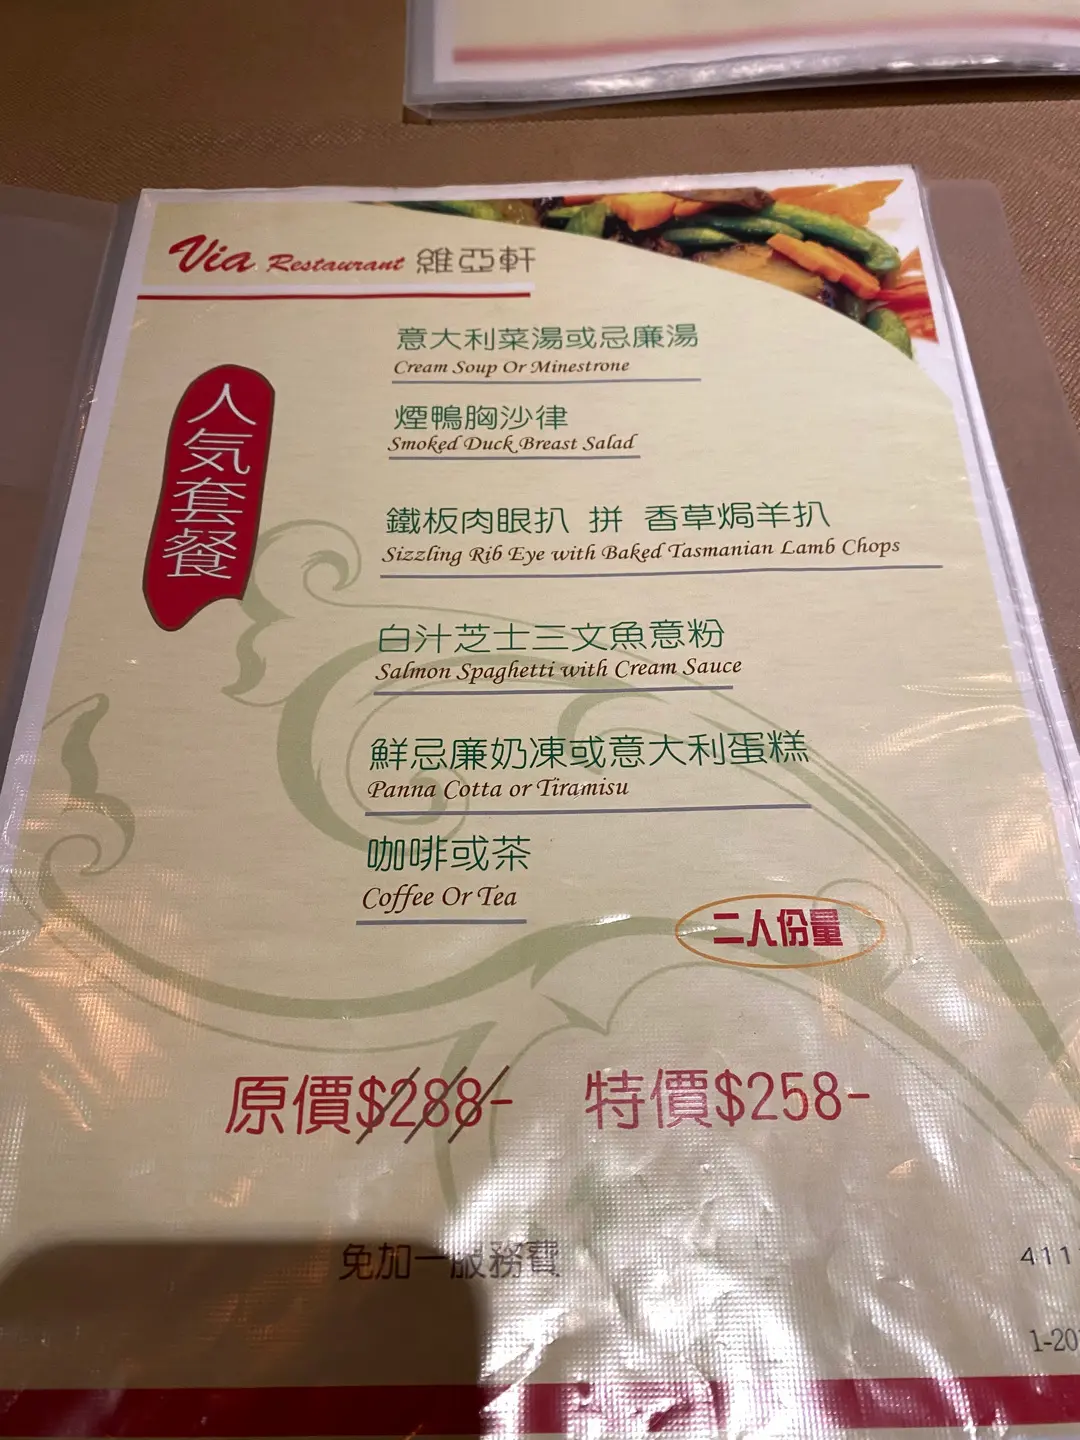 Via Restaurant 維亞軒
人気套餐
意大利菜湯或忌廉湯
Cream Soup Or Minestrone
煙鴨胸沙律
Smoked Duck Breast Salad
鐵板肉眼扒 拼 香草焗羊扒
Sizzling Rib Eye with Baked Tasmanian Lamb Chops
白汁芝士三文魚意粉
Salmon Spaghetti with Cream Sauce
鮮忌廉奶凍或意大利蛋糕
Panna Cotta or Tiramisu
咖啡或茶
Coffee Or Tea
二人份量
原價$288- 特價$258-
免加一服務費
411
1-20